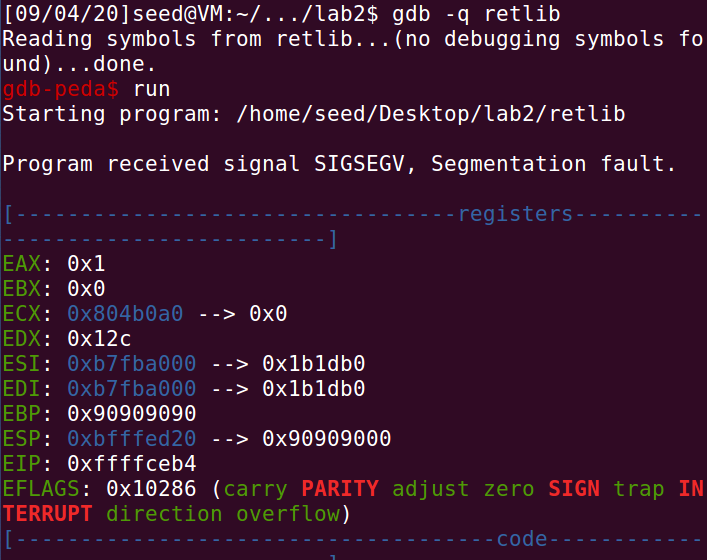 [09/04/20]seed@VM:~/.../lab2$ gdb -q retlib
Reading symbols from retlib...(no debugging symbols fo
und)...done.
gdb-peda$ run
Starting program: /home/seed/Desktop/lab2/retlib
Program received signal SIGSEGV, Segmentation fault.
[----------------------------------registers----------
-------------------------]
EAX: 0x1
EBX: 0x0
ECX: 0x804b0a0 --> 0x0
EDX: 0x12c
ESI: 0xb7fba000 --> 0x1b1db0
EDI: 0xb7fba000 --> 0x1b1db0
EBP: 0x90909090
ESP: 0xbfffed20 --> 0x90909000
EIP: 0xffffceb4
EFLAGS: 0x10286 (carry PARITY adjust zero SIGN trap IN
TERRUPT direction overflow)
[-------------------------------------code------------